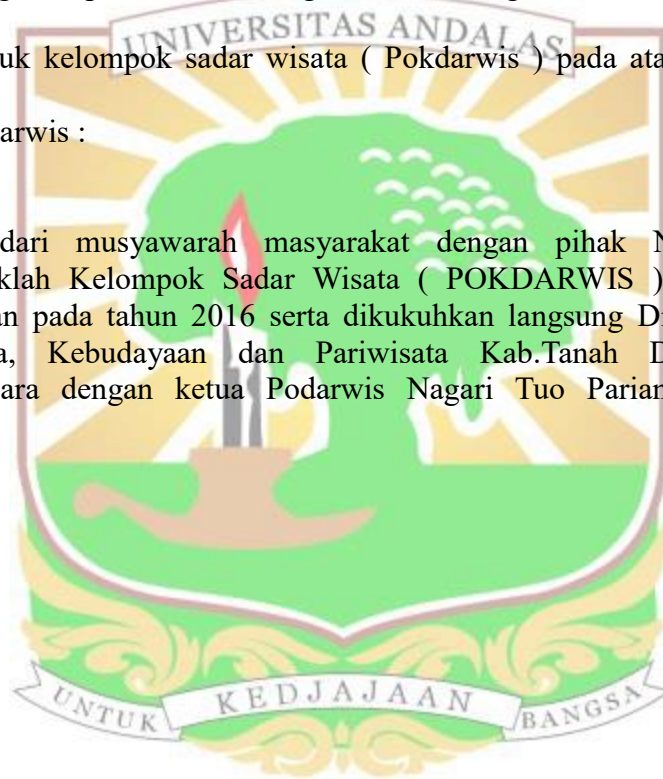 UNIVERSITAS ANDALAS
uk kelompok sadar wisata ( Pokdarwis ) pada ata
arwis :
dari musyawarah masyarakat dengan pihak N
klah Kelompok Sadar Wisata ( POKDARWIS )
n pada tahun 2016 serta dikukuhkan langsung Di
a, Kebudayaan dan Pariwisata Kab.Tanah D
ara dengan ketua Podarwis Nagari Tuo Parian
UNTUK KEDJAJAAN BANGSA